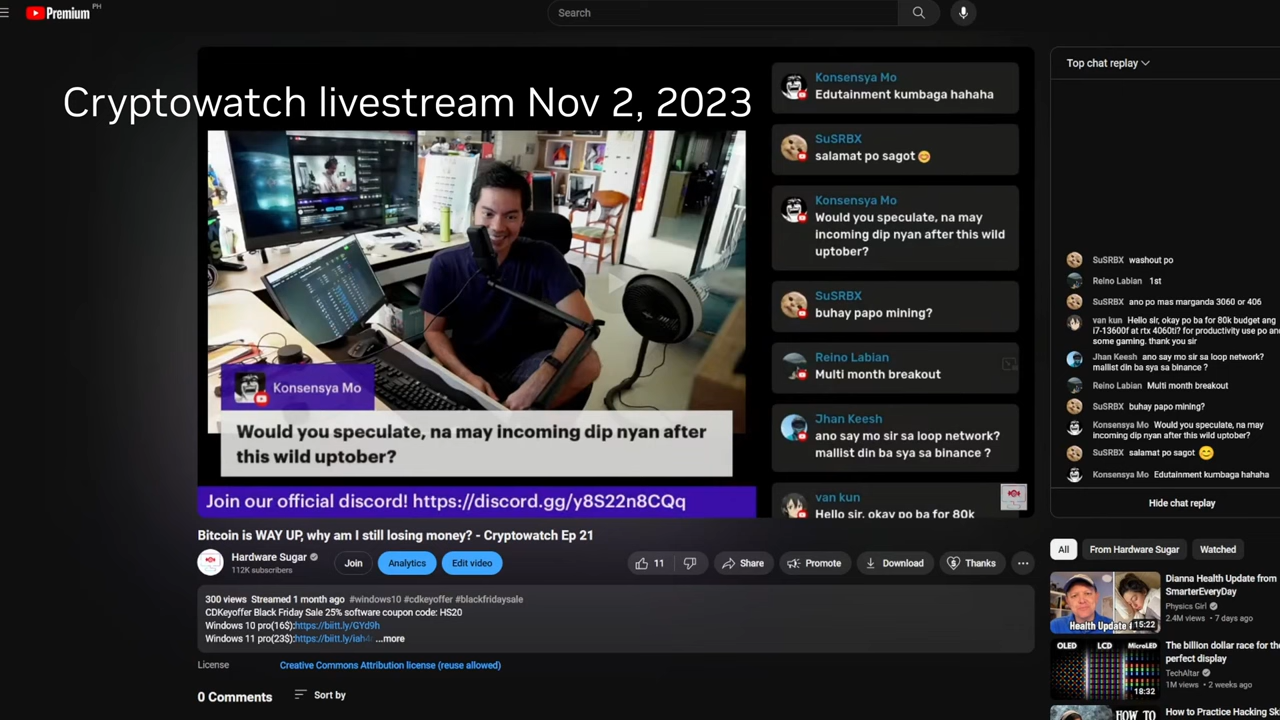 Premium PH
Search
Cryptowatch livestream Nov 2, 2023
Konsensya Mo
Edutainment kumbaga hahaha
SuSRBX
salamat po sagot 😊
Konsensya Mo
Would you speculate, na may
incoming dip nyan after this wild
uptober?
SuSRBX
buhay papo mining?
Reino Labian
Multi month breakout
Jhan Keesh
ano say mo sir sa loop network?
mallist din ba sya sa binance ?
van kun
Hello sir, okay po ba for 80k
Konsensya Mo
Would you speculate, na may incoming dip nyan after
this wild uptober?
Join our official discord! https://discord.gg/y8S22n8CQq
Top chat replay
SuSRBX washout po
Reino Labian 1st
SuSRBX ano po mas marganda 3060 or 406
van kun Hello sir, okay po ba for 80k budget ang
i7-13600f at rtx 4060ti? for productivity use po and
some gaming. thank you sir
Jhan Keesh ano say mo sir sa loop network?
mallist din ba sya sa binance ?
Reino Labian Multi month breakout
SuSRBX buhay papo mining?
Konsensya Mo Would you speculate, na may
incoming dip nyan after this wild uptober?
SuSRBX salamat po sagot 😊
Konsensya Mo Edutainment kumbaga hahaha
Hide chat replay
Bitcoin is WAY UP, why am I still losing money? - Cryptowatch Ep 21
Hardware Sugar
112K subscribers
Join
Analytics
Edit video
11
Share
Promote
Download
Thanks
300 views Streamed 1 month ago #windows10 #cdkeyoffer #blackfridaysale
CDKeyoffer Black Friday Sale 25% software coupon code: HS20
Windows 10 pro(16$):https://biitt.ly/GYd9h
Windows 11 pro(23$):https://biitt.ly/iah4 ...more
License Creative Commons Attribution license (reuse allowed)
0 Comments
Sort by
All
From Hardware Sugar
Watched
Health Update
15:22
Dianna Health Update from
SmarterEveryDay
Physics Girl
2.4M views • 7 days ago
OLED LCD MicroLED
18:32
The billion dollar race for the
perfect display
TechAltar
1M views • 2 weeks ago
HOW TO
How to Practice Hacking Sk